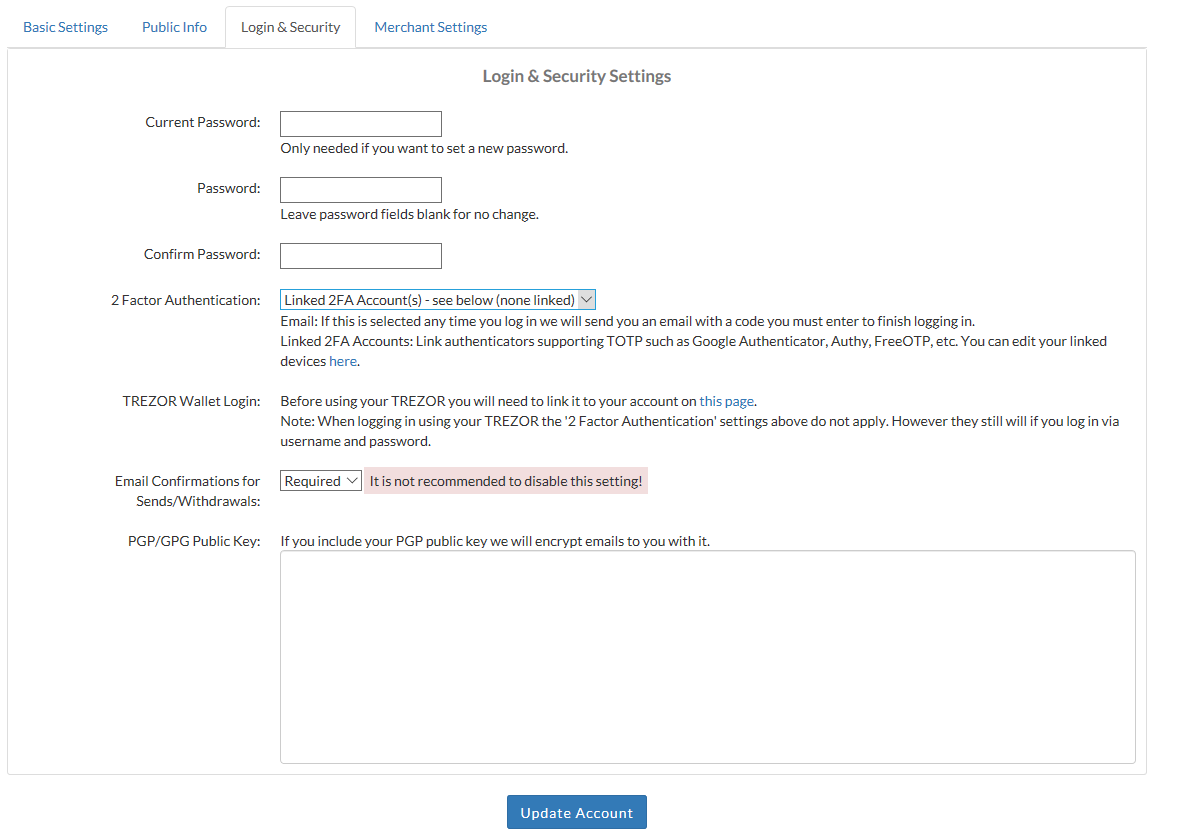 Basic Settings
Public Info
Login & Security
Merchant Settings
Login & Security Settings
Current Password:
Only needed if you want to set a new password.
Password:
Leave password fields blank for no change.
Confirm Password:
2 Factor Authentication:
Linked 2FA Account(s) - see below (none linked)
Email: If this is selected any time you log in we will send you an email with a code you must enter to finish logging in.
Linked 2FA Accounts: Link authenticators supporting TOTP such as Google Authenticator, Authy, FreeOTP, etc. You can edit your linked
devices here.
TREZOR Wallet Login:
Before using your TREZOR you will need to link it to your account on this page.
Note: When logging in using your TREZOR the '2 Factor Authentication' settings above do not apply. However they still will if you log in via
username and password.
Email Confirmations for
Sends/Withdrawals:
Required
It is not recommended to disable this setting!
PGP/GPG Public Key:
If you include your PGP public key we will encrypt emails to you with it.
Update Account